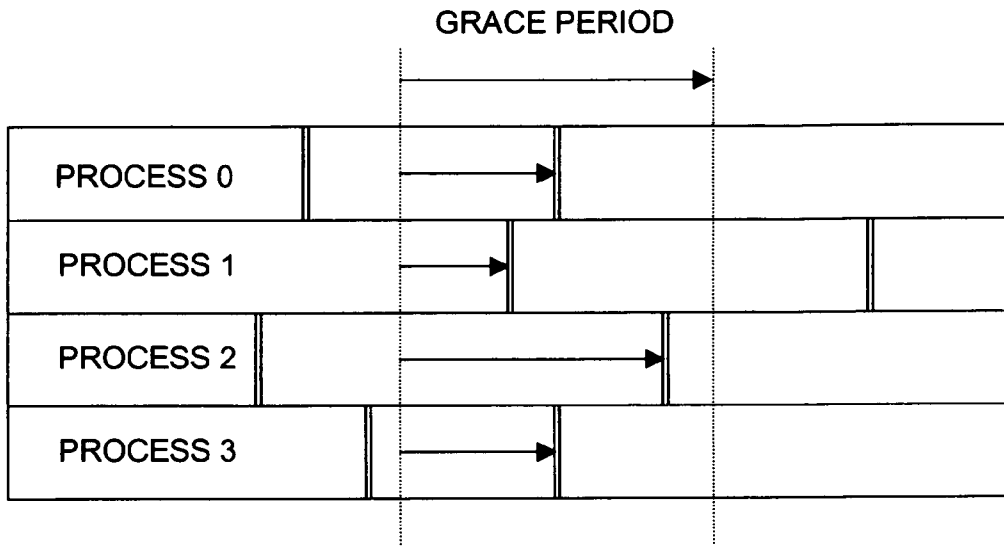 GRACE PERIOD
PROCESS 0
PROCESS 1
PROCESS 2
PROCESS 3